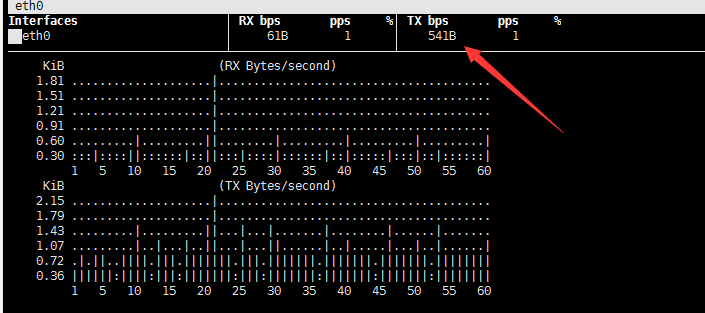 eth0
Interfaces RX bps pps % TX bps pps %
eth0 61B 1 541B 1
KiB (RX Bytes/second)
1.81 .....................|.......................................
1.51 .....................|.......................................
1.21 .....................|.......................................
0.91 .....................|.......................................
0.60 .........|.........||.........|.........|.........|.........|
0.30 :::|::::||::::::|::||:::|::::|::::::|::|:::::|:::|::|:::::::|
1 5 10 15 20 25 30 35 40 45 50 55 60
KiB (TX Bytes/second)
2.15 .....................|.......................................
1.79 .....................|.......................................
1.43 .........|.........||...|...|.......|........|......|.......
1.07 .........|..|...|..||..||...||......|..|.....|...|..|......|
0.72 .|.||..||||.||||.||||.|||.||||||.||||||.||||.||||||.||||||||
0.36 ||||||:|||:|||:||||||:|||:||||||:||||||:|||:||||||:|||||||||
1 5 10 15 20 25 30 35 40 45 50 55 60